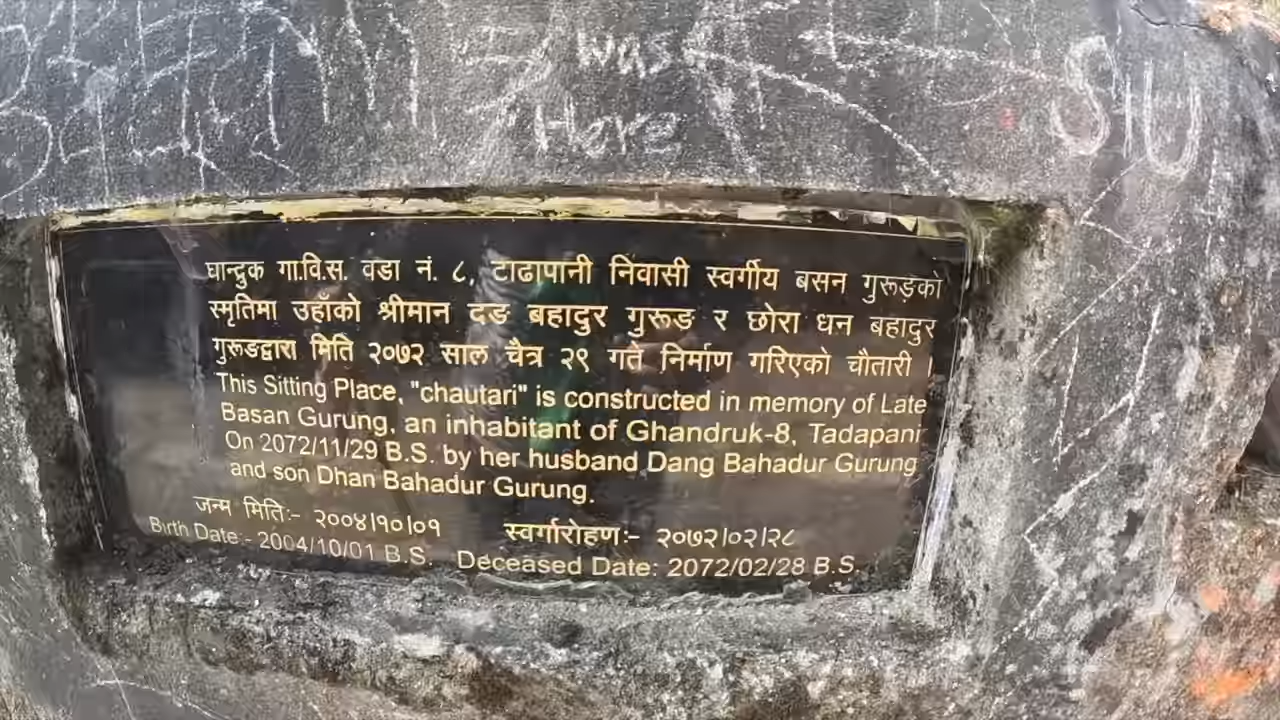 was
Here
SIU
घान्द्रुक गा.वि.स. वडा नं. ८, टाढापानी निवासी स्वर्गीय बसन गुरूङको
स्मृतिमा उहाँको श्रीमान दङ बहादुर गुरूङ र छोरा धन बहादुर
गुरूङद्वारा मिति २०७२ साल चैत्र २९ गते निर्माण गरिएको चौतारी ।
This Sitting Place, "chautari" is constructed in memory of Late
Basan Gurung, an inhabitant of Ghandruk-8, Tadapani
On 2072/11/29 B.S. by her husband Dang Bahadur Gurung
and son Dhan Bahadur Gurung.
जन्म मितिः- २००४।१०।०१ स्वर्गारोहणः- २०७२।०२।२८
Birth Date:- 2004/10/01 B.S. Deceased Date: 2072/02/28 B.S.